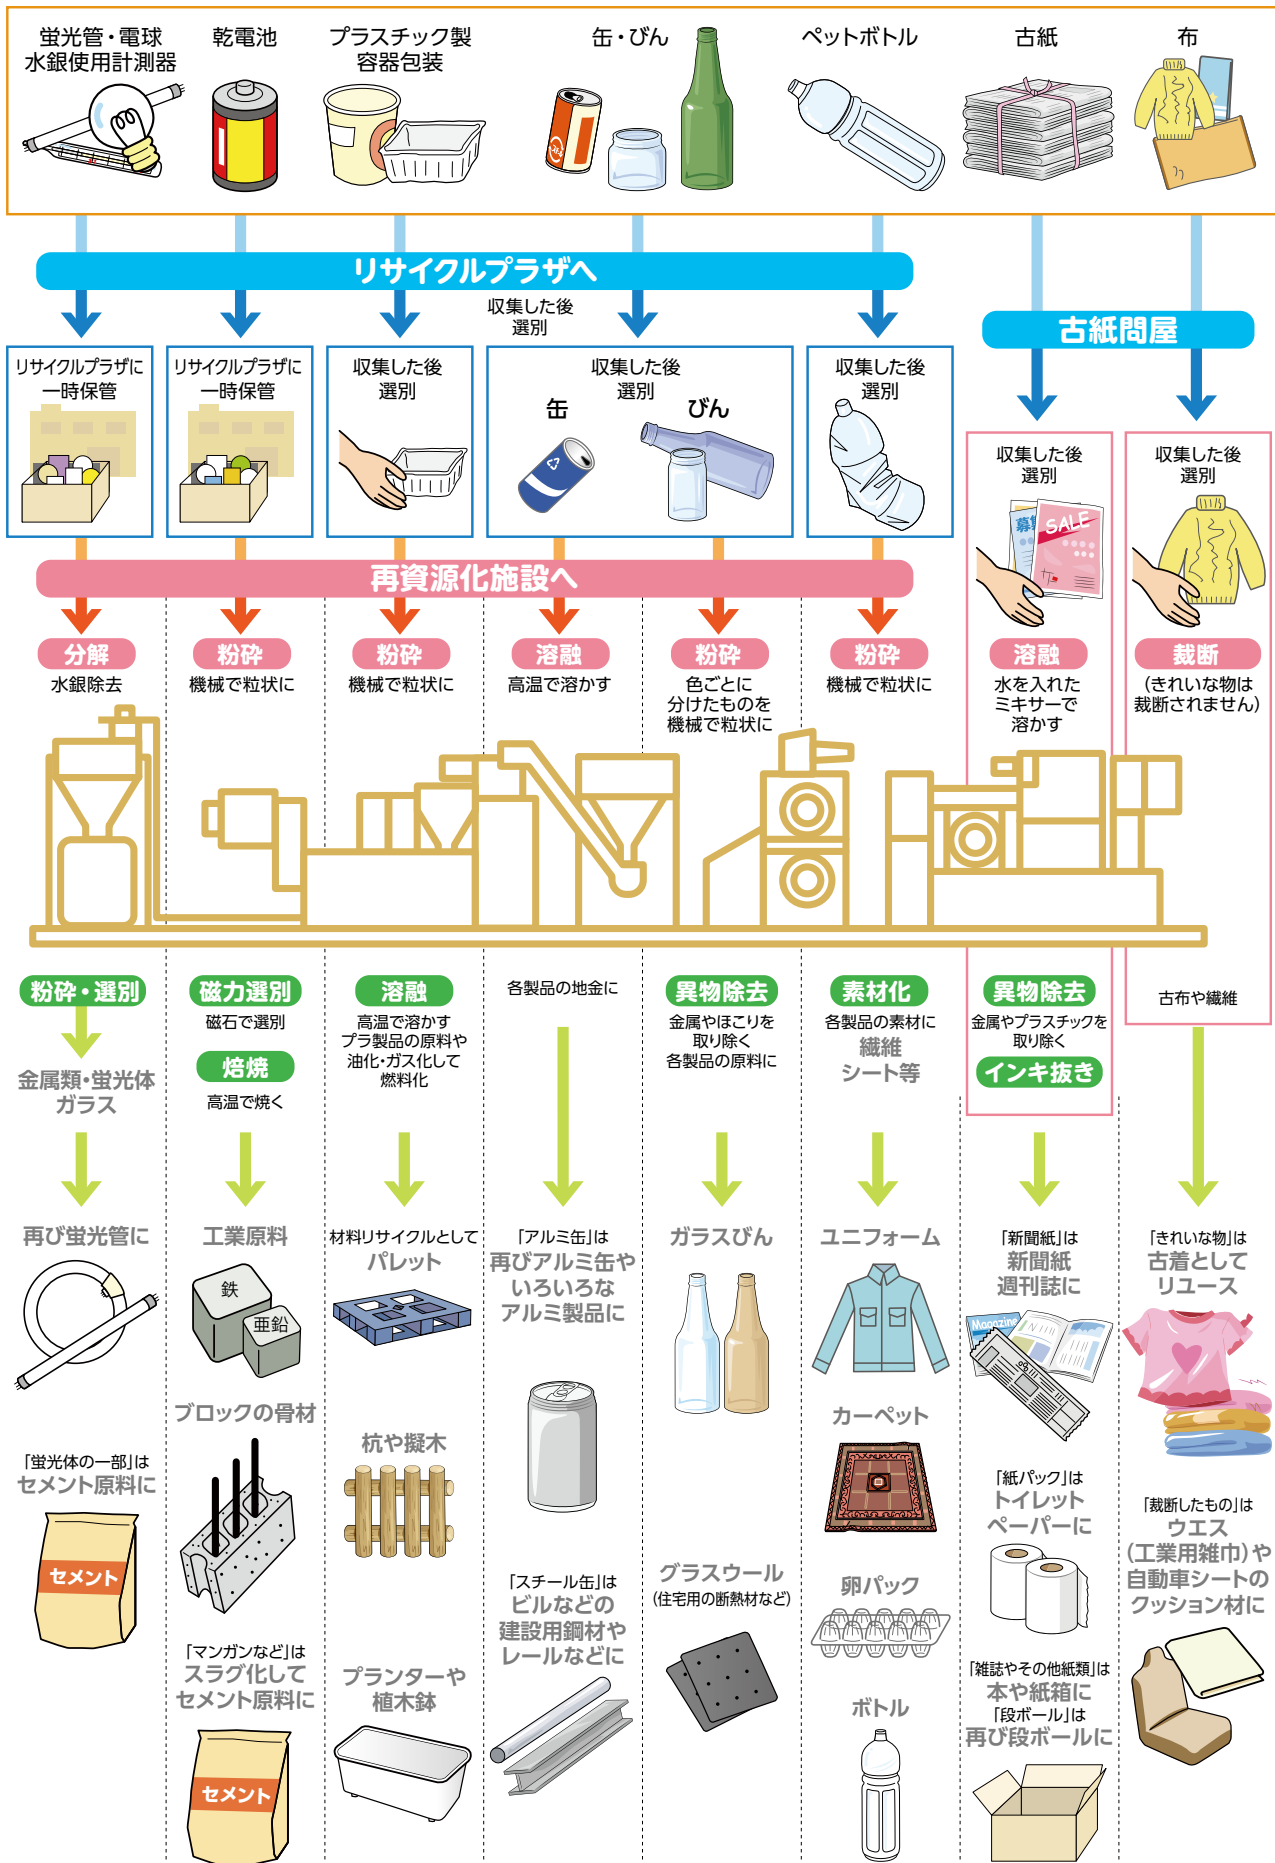 蛍光管・電球
水銀使用計測器
乾電池
プラスチック製
容器包装
缶・びん
ペットボトル
古紙
布
リサイクルプラザへ
収集した後
選別
古紙問屋
リサイクルプラザに
一時保管
リサイクルプラザに
一時保管
収集した後
選別
収集した後
選別
缶
びん
収集した後
選別
収集した後
選別
募集
SALE
収集した後
選別
再資源化施設へ
分解
水銀除去
粉砕
機械で粒状に
粉砕
機械で粒状に
溶融
高温で溶かす
粉砕
色ごとに
分けたものを
機械で粒状に
粉砕
機械で粒状に
溶融
水を入れた
ミキサーで
溶かす
裁断
(きれいな物は
裁断されません)
粉砕・選別
金属類・蛍光体
ガラス
再び蛍光管に
「蛍光体の一部」は
セメント原料に
セメント
磁力選別
磁石で選別
焙焼
高温で焼く
工業原料
鉄
亜鉛
ブロックの骨材
「マンガンなど」は
スラグ化して
セメント原料に
セメント
溶融
高温で溶かす
プラ製品の原料や
油化・ガス化して
燃料化
材料リサイクルとして
パレット
杭や擬木
プランターや
植木鉢
各製品の地金に
「アルミ缶」は
再びアルミ缶や
いろいろな
アルミ製品に
「スチール缶」は
ビルなどの
建設用鋼材や
レールなどに
異物除去
金属やほこりを
取り除く
各製品の原料に
ガラスびん
グラスウール
(住宅用の断熱材など)
素材化
各製品の素材に
繊維
シート等
ユニフォーム
カーペット
卵パック
ボトル
異物除去
金属やプラスチックを
取り除く
インキ抜き
「新聞紙」は
新聞紙
週刊誌に
Magazine
「紙パック」は
トイレット
ペーパーに
「雑誌やその他紙類」は
本や紙箱に
「段ボール」は
再び段ボールに
古布や繊維
「きれいな物」は
古着として
リユース
「裁断したもの」は
ウエス
(工業用雑巾)や
自動車シートの
クッション材に